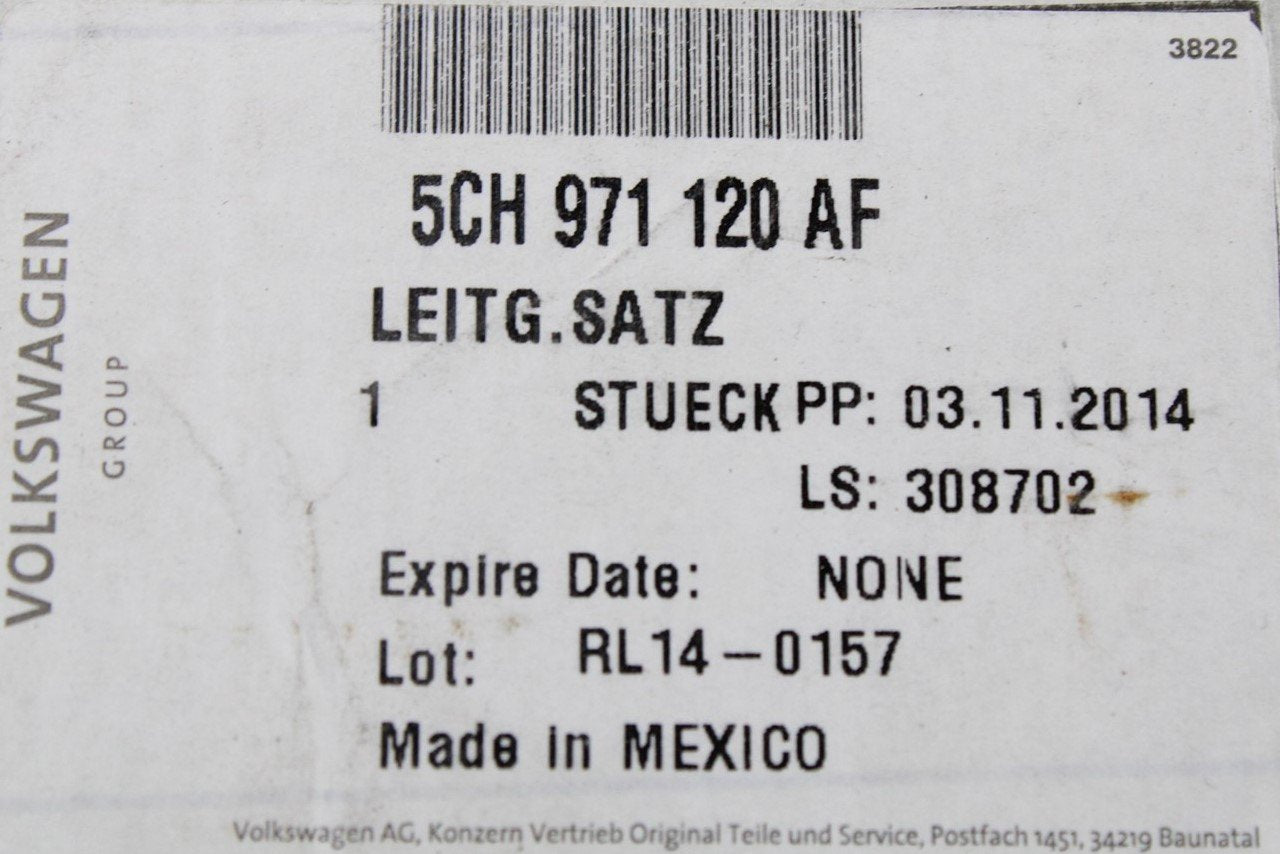 3822
5CH 971 120 AF
LEITG.SATZ
1 STUECK PP: 03.11.2014
LS: 308702
Expire Date: NONE
Lot: RL14-0157
Made in MEXICO
VOLKSWAGEN
GROUP
Volkswagen AG, Konzern Vertrieb Original Teile und Service, Postfach 1451, 34219 Baunatal